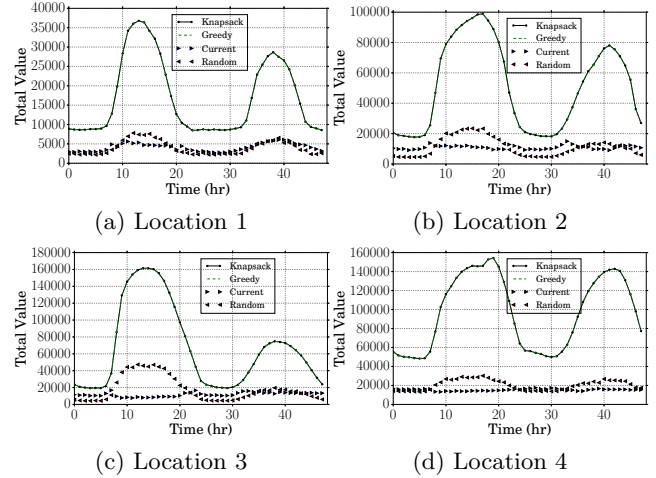 40000
35000
30000
25000
20000
15000
10000
5000
0
0 10 20 30 40
Total Value
Time (hr)
Knapsack
Greedy
Current
Random
(a) Location 1
100000
80000
60000
40000
20000
0
0 10 20 30 40
Total Value
Time (hr)
Knapsack
Greedy
Current
Random
(b) Location 2
180000
160000
140000
120000
100000
80000
60000
40000
20000
0
0 10 20 30 40
Total Value
Time (hr)
Knapsack
Greedy
Current
Random
(c) Location 3
160000
140000
120000
100000
80000
60000
40000
20000
0
0 10 20 30 40
Total Value
Time (hr)
Knapsack
Greedy
Current
Random
(d) Location 4